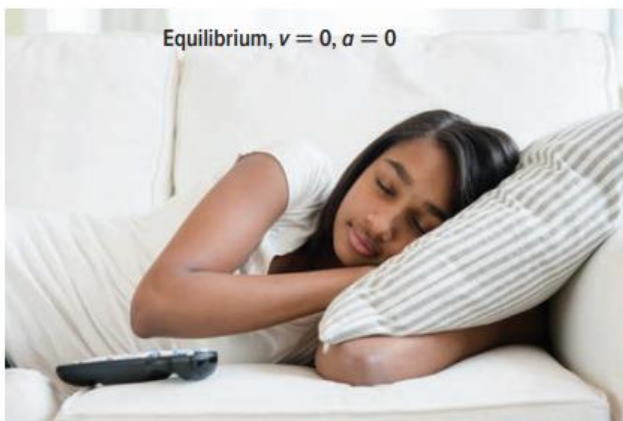 Equilibrium, v = 0, a = 0